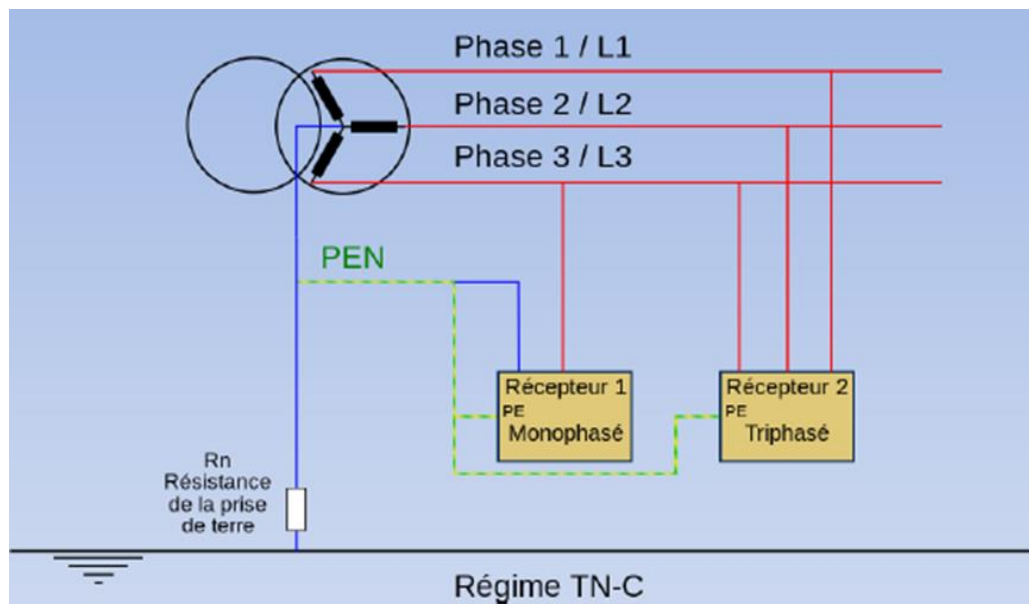 Phase 1 / L1
Phase 2 / L2
Phase 3 / L3
PEN
Récepteur 1
PE
Monophasé
Récepteur 2
PE
Triphasé
Rn
Résistance
de la prise
de terre
Régime TN-C